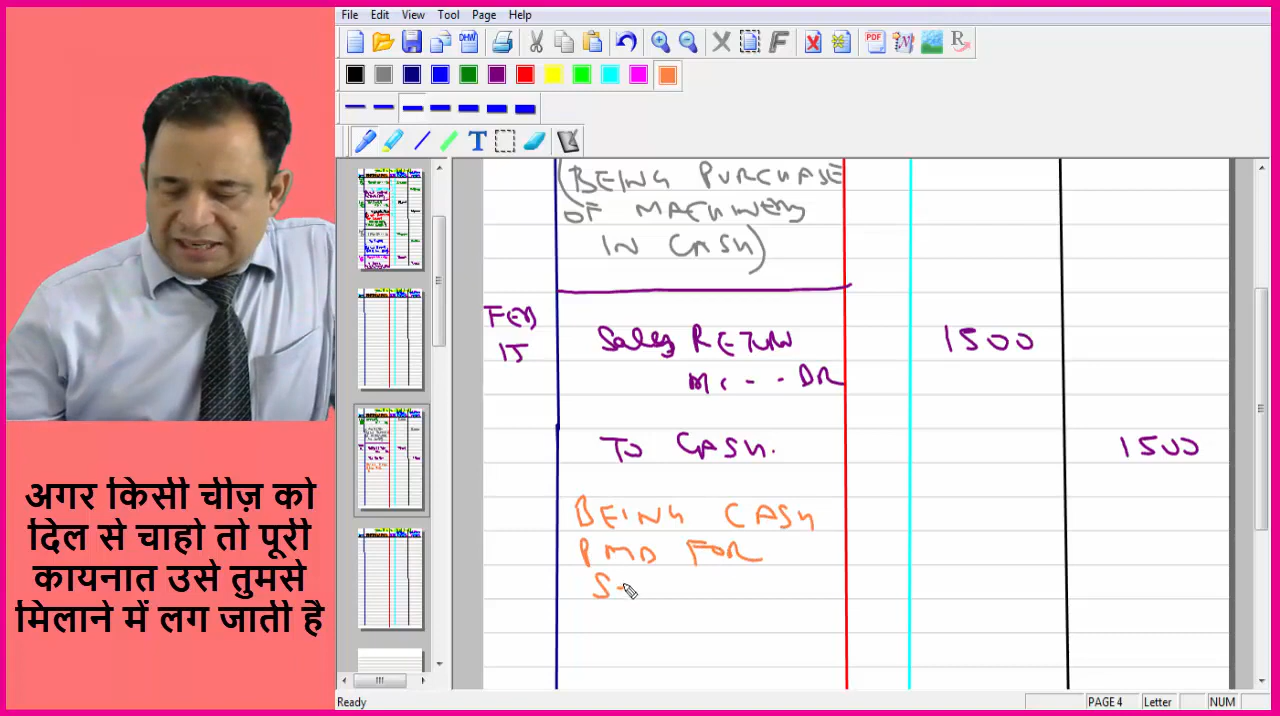 File Edit View Tool Page Help
(BEING PURCHASE
OF MACHINERY
IN CASH)
FEB
15
Sales RETURN 1500
A/C - - DR
TO CASH. 1500
BEING CASH
PAID FOR
S
अगर किसी चीज़ को
दिल से चाहो तो पूरी
कायनात उसे तुमसे
मिलाने में लग जाती है
Ready PAGE 4 Letter NUM